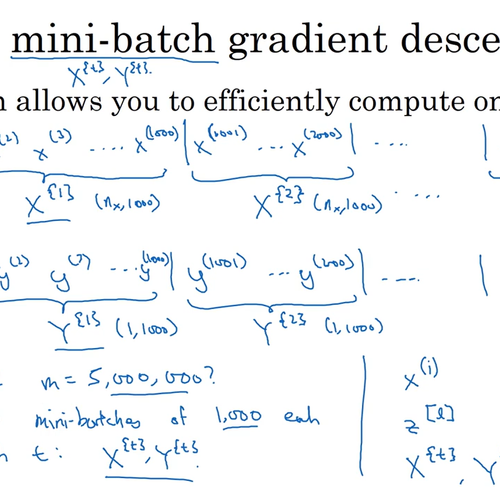 mini-batch gradient desce
X^{t}, Y^{t}.
n allows you to efficiently compute on
(2) x^(3) .... x^(1000) | x^(1001) ... x^(2000) | ... |
X^{1} (n_x, 1000) X^{2} (n_x, 1000) ...
y^(2) y^(3) ... y^(1000) | y^(1001) ... y^(2000) | .... |
Y^{1} (1, 1000) Y^{2} (1, 1000)
m = 5,000,000? x^(i)
mini-batches of 1,000 each z^[l]
t: X^{t}, Y^{t}. X^{t}, Y